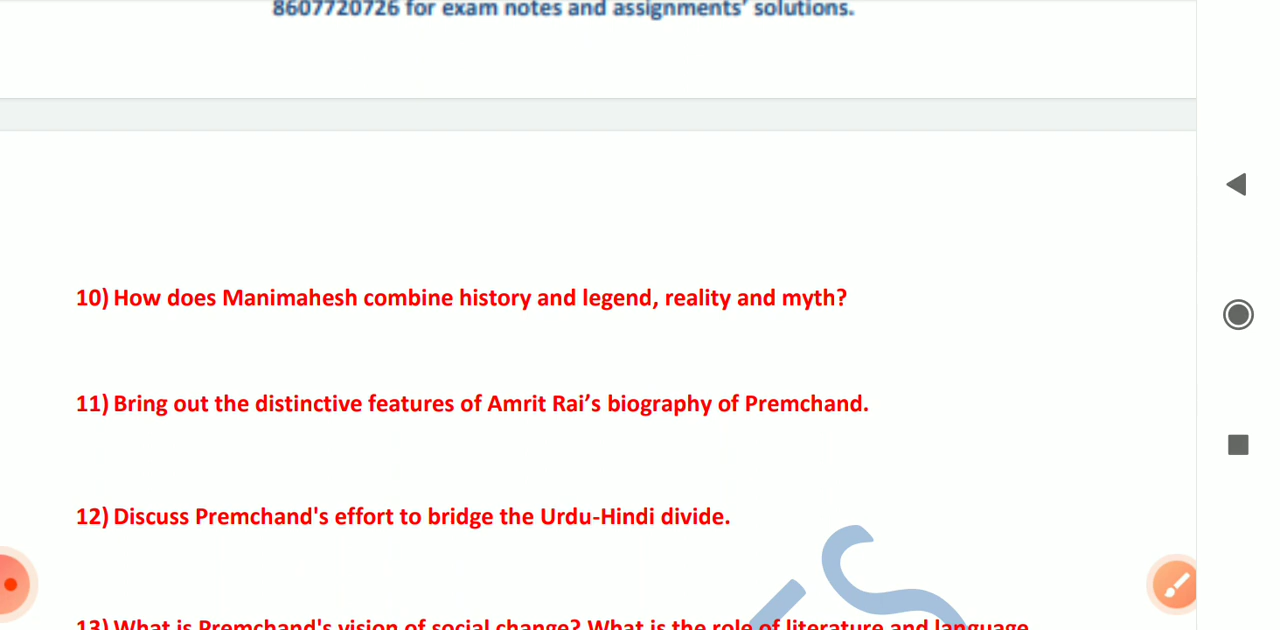 8607720726 for exam notes and assignments’ solutions.
10) How does Manimahesh combine history and legend, reality and myth?
11) Bring out the distinctive features of Amrit Rai’s biography of Premchand.
12) Discuss Premchand's effort to bridge the Urdu-Hindi divide.
13) What is Premchand's vision of social change? What is the role of literature and language